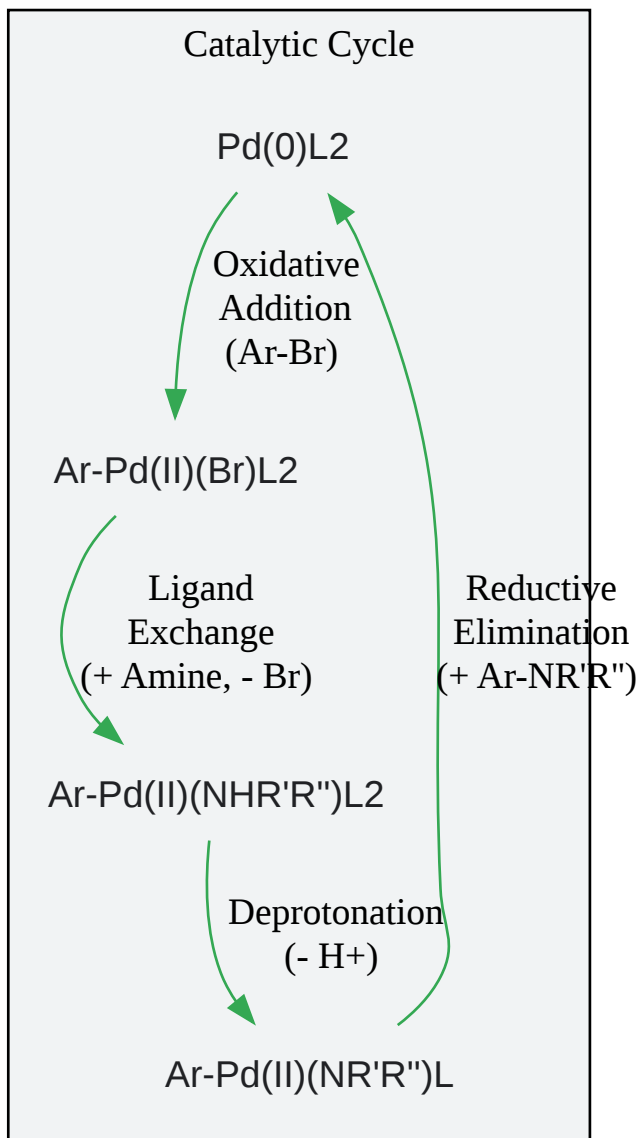 Catalytic Cycle
Pd(0)L2
Oxidative
Addition
(Ar-Br)
Ar-Pd(II)(Br)L2
Ligand
Exchange
(+ Amine, - Br)
Reductive
Elimination
(+ Ar-NR'R")
Ar-Pd(II)(NHR'R")L2
Deprotonation
(- H+)
Ar-Pd(II)(NR'R")L